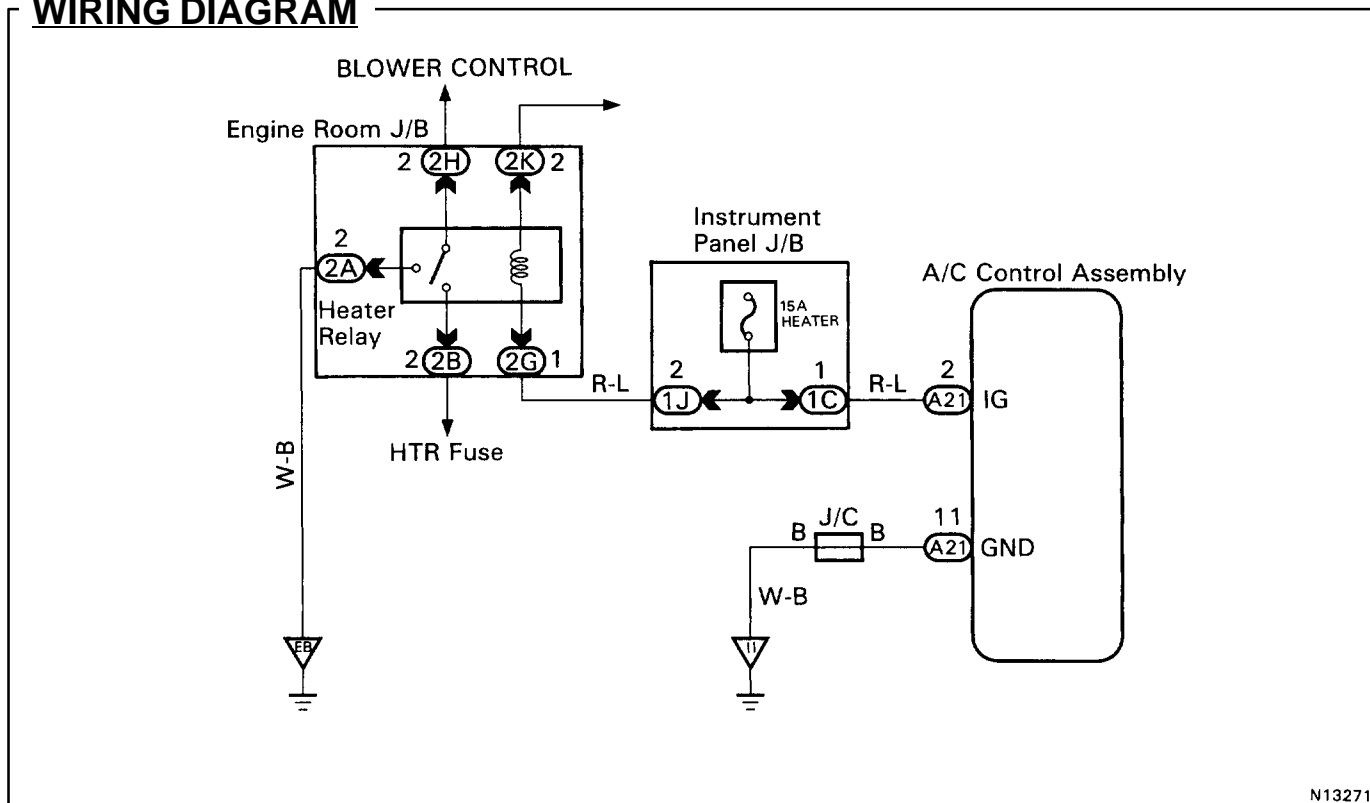 WIRING DIAGRAM
BLOWER CONTROL
Engine Room J/B
2 2H 2K 2
Instrument
Panel J/B
A/C Control Assembly
2
2A
15A
HEATER
Heater
Relay
2 2B 2G 1
R-L
2
1J
1
1C
R-L
2
A21 IG
HTR Fuse
W-B
J/C
B B
11
A21 GND
W-B
EB
II
N13271